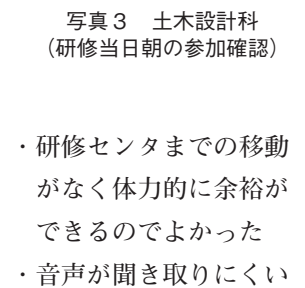 写真３　土木設計科
（研修当日朝の参加確認）
・研修センタまでの移動
がなく体力的に余裕が
できるのでよかった
・音声が聞き取りにくい